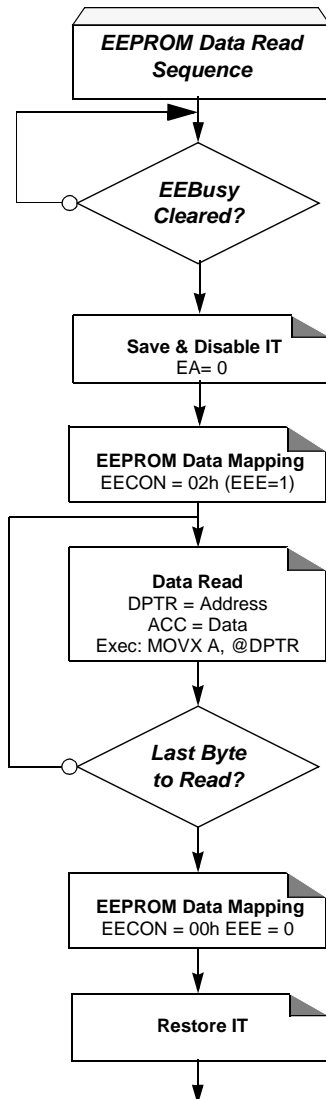 EEPROM Data Read
Sequence
EEBusy
Cleared?
Save & Disable IT
EA= 0
EEPROM Data Mapping
EECON = 02h (EEE=1)
Data Read
DPTR = Address
ACC = Data
Exec: MOVX A, @DPTR
Last Byte
to Read?
EEPROM Data Mapping
EECON = 00h EEE = 0
Restore IT